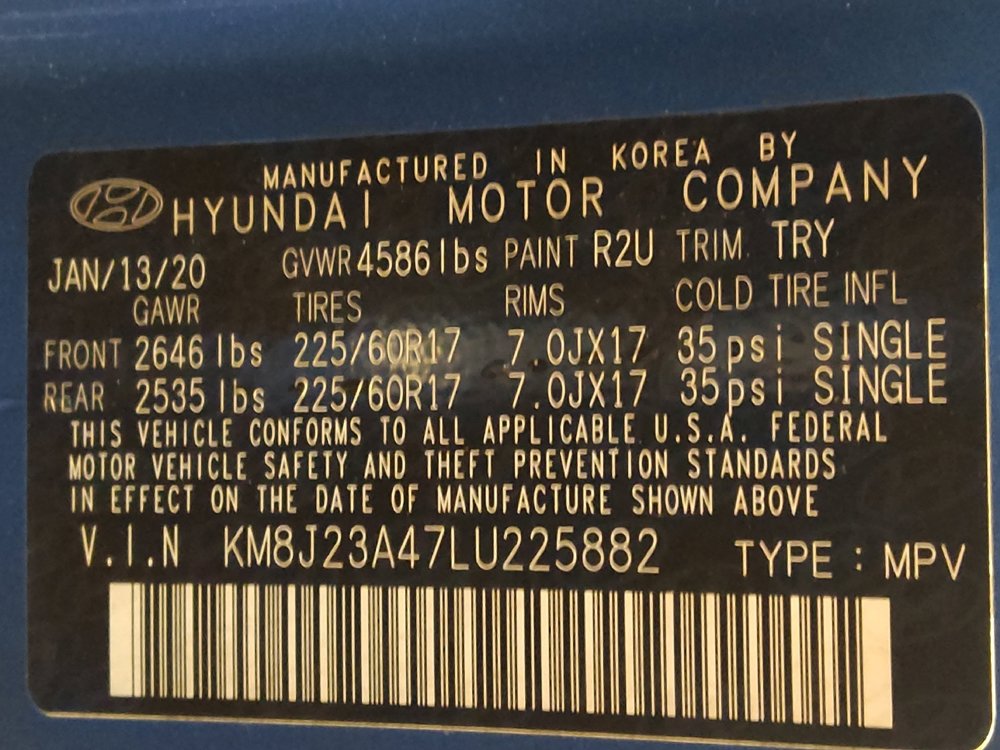 MANUFACTURED IN KOREA BY
HYUNDAI MOTOR COMPANY
JAN/13/20 GVWR 4586 lbs PAINT R2U TRIM TRY
GAWR TIRES RIMS COLD TIRE INFL
FRONT 2646 lbs 225/60R17 7.0JX17 35psi SINGLE
REAR 2535 lbs 225/60R17 7.0JX17 35psi SINGLE
THIS VEHICLE CONFORMS TO ALL APPLICABLE U.S.A. FEDERAL
MOTOR VEHICLE SAFETY AND THEFT PREVENTION STANDARDS
IN EFFECT ON THE DATE OF MANUFACTURE SHOWN ABOVE
V.I.N KM8J23A47LU225882 TYPE : MPV